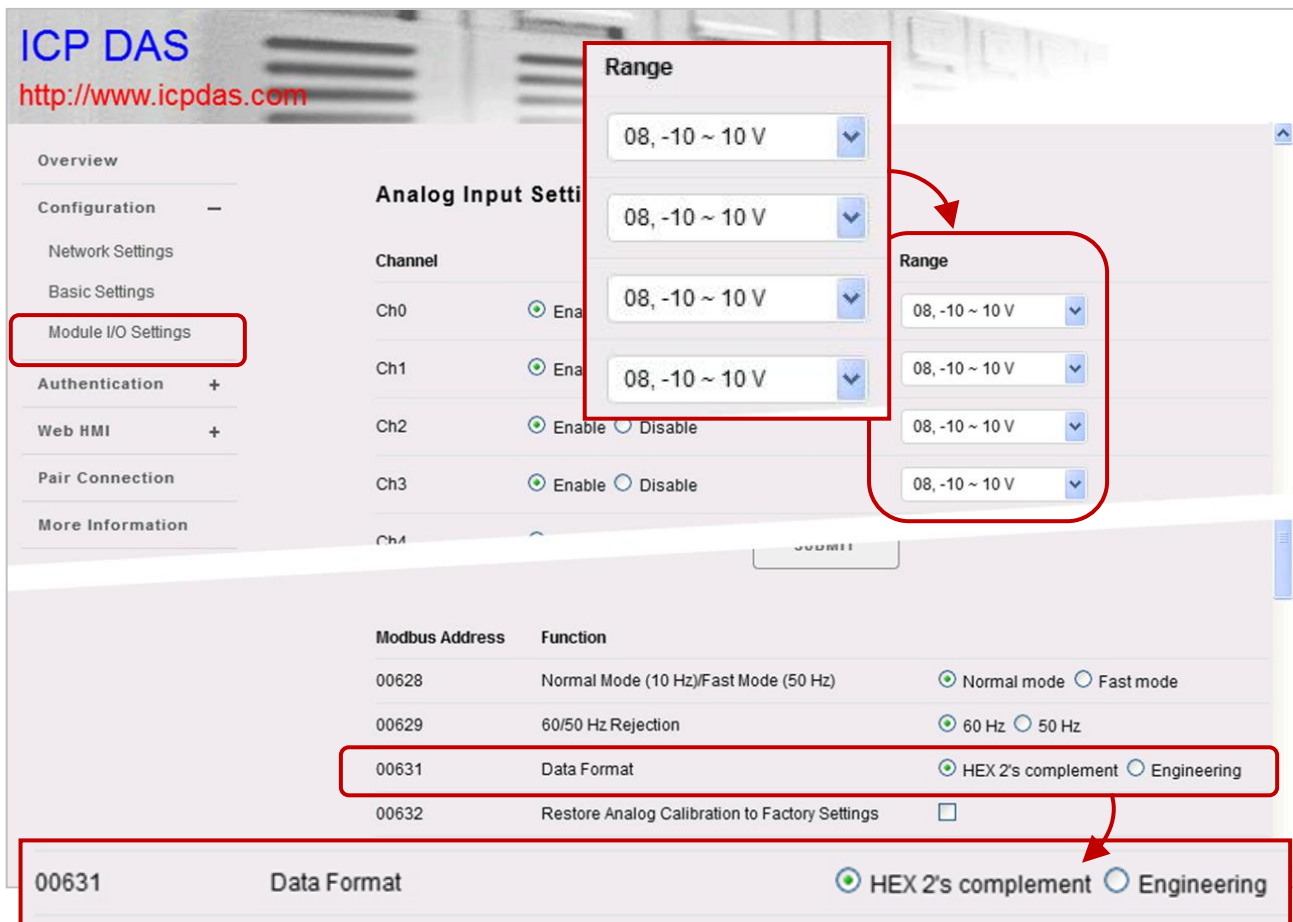 ICP DAS
http://www.icpdas.com
Overview
Configuration −
Network Settings
Basic Settings
Module I/O Settings
Authentication +
Web HMI +
Pair Connection
More Information
Range
08, -10 ~ 10 V
08, -10 ~ 10 V
08, -10 ~ 10 V
08, -10 ~ 10 V
Analog Input Setti
Channel Range
Ch0 Ena 08, -10 ~ 10 V
Ch1 Ena 08, -10 ~ 10 V
Ch2 Enable Disable 08, -10 ~ 10 V
Ch3 Enable Disable 08, -10 ~ 10 V
Ch4
SUBMIT
Modbus Address Function
00628 Normal Mode (10 Hz)/Fast Mode (50 Hz) Normal mode Fast mode
00629 60/50 Hz Rejection 60 Hz 50 Hz
00631 Data Format HEX 2's complement Engineering
00632 Restore Analog Calibration to Factory Settings
00631 Data Format HEX 2's complement Engineering